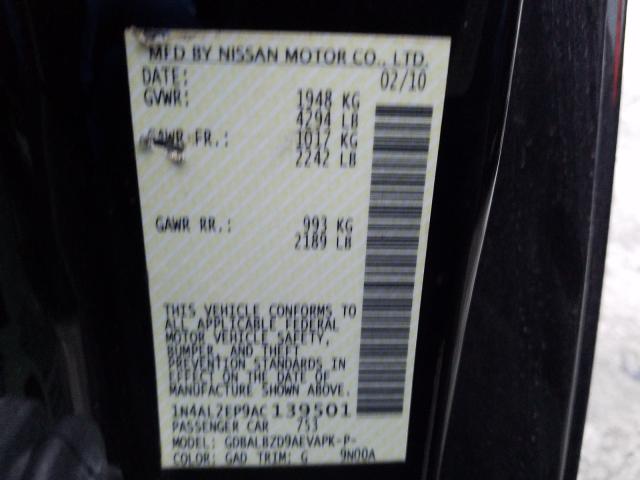 MFD BY NISSAN MOTOR CO., LTD.
DATE: 02/10
GVWR: 1948 KG
4294 LB
GAWR FR.: 1017 KG
2242 LB
GAWR RR.: 993 KG
2189 LB
THIS VEHICLE CONFORMS TO
ALL APPLICABLE FEDERAL
MOTOR VEHICLE SAFETY,
BUMPER, AND THEFT
PREVENTION STANDARDS IN
EFFECT ON THE DATE OF
MANUFACTURE SHOWN ABOVE.
1N4AL2EP9AC139501
PASSENGER CAR 753
MODEL: GDBALBZD9AEVAPK-P-
COLOR: GAD TRIM: G 9N00A